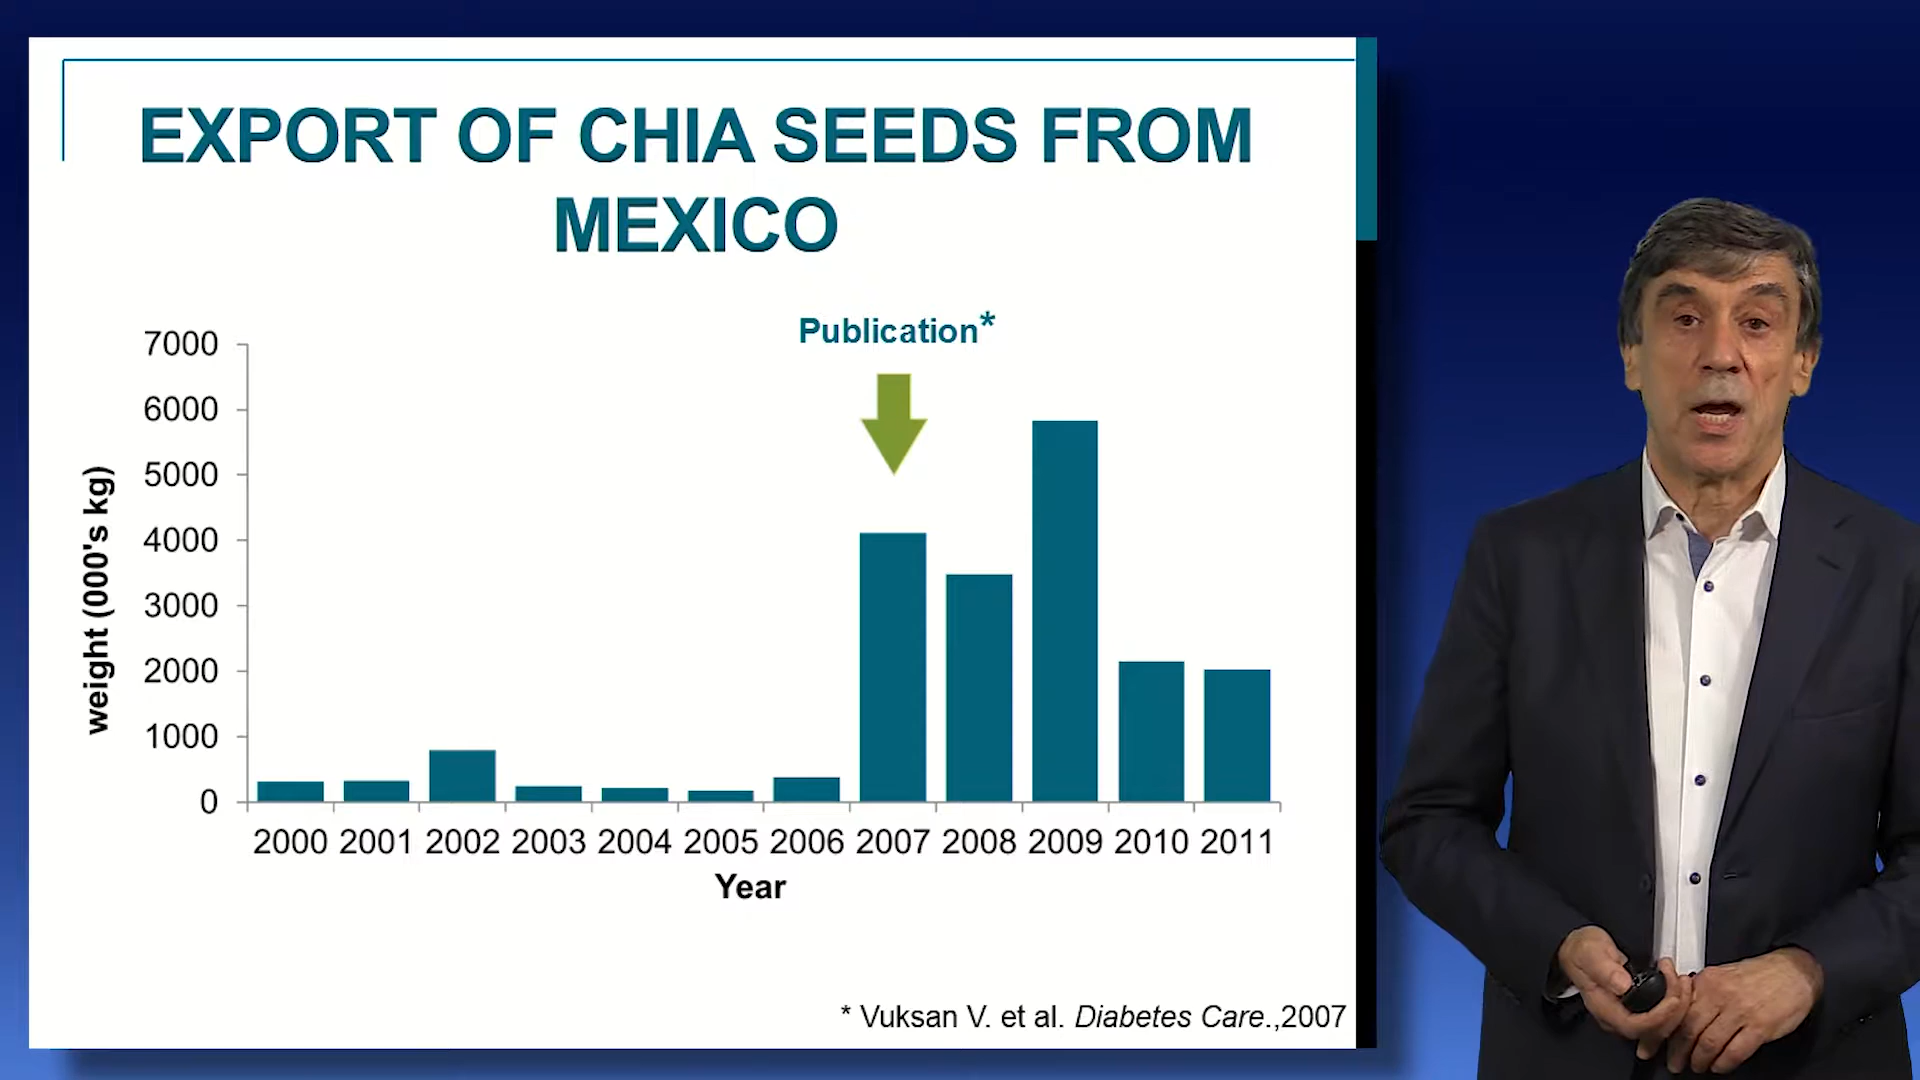 EXPORT OF CHIA SEEDS FROM
MEXICO
Publication*
7000
6000
5000
4000
3000
2000
1000
0
weight (000's kg)
2000 2001 2002 2003 2004 2005 2006 2007 2008 2009 2010 2011
Year
* Vuksan V. et al. Diabetes Care.,2007